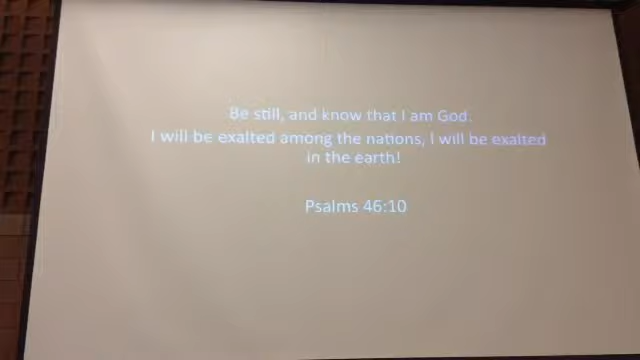 Be still, and know that I am God.
I will be exalted among the nations, I will be exalted
in the earth!
Psalms 46:10